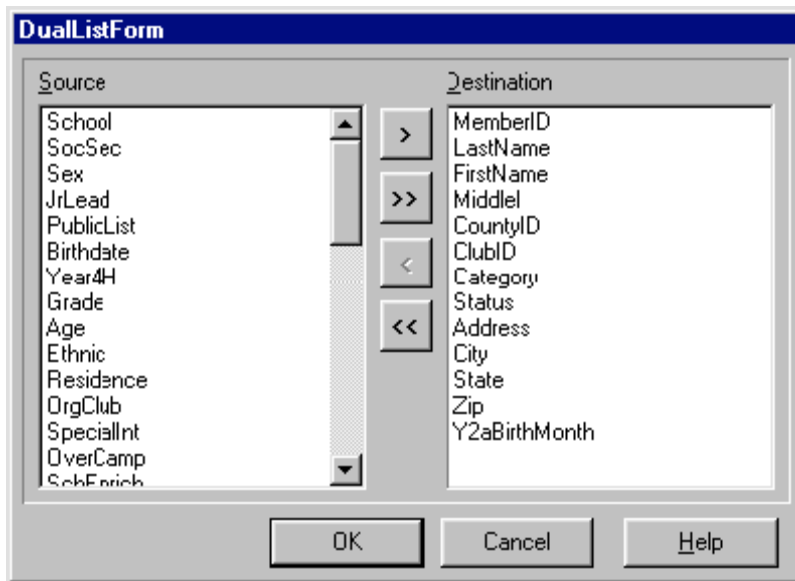 DualListForm
Source
School
SocSec
Sex
JrLead
PublicList
Birthdate
Year4H
Grade
Age
Ethnic
Residence
OrgClub
SpecialInt
OverCamp
SchEnrich
>
>>
<
<<
Destination
MemberID
LastName
FirstName
MiddleI
CountyID
ClubID
Category
Status
Address
City
State
Zip
Y2aBirthMonth
OK
Cancel
Help